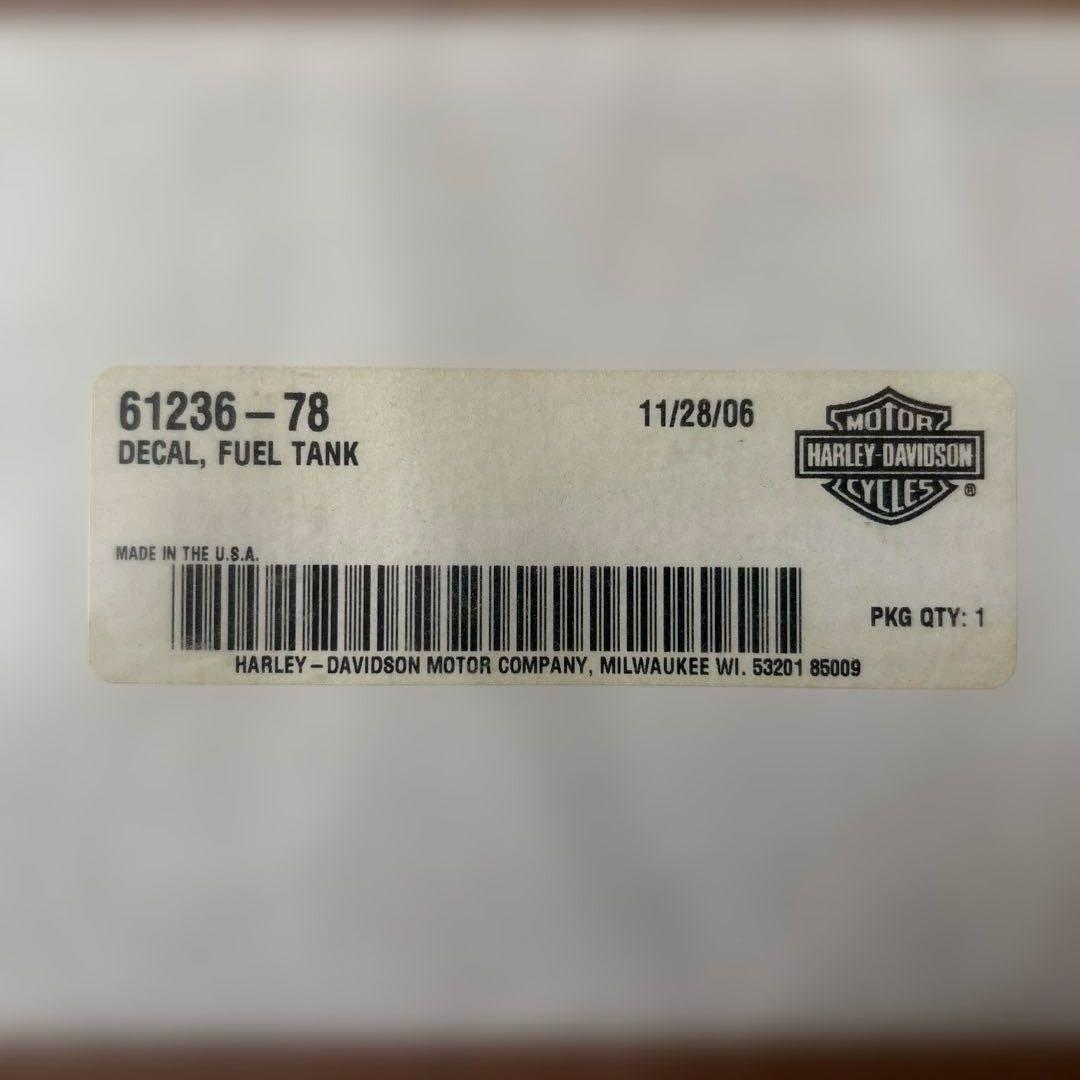 61236-78
11/28/06
DECAL, FUEL TANK
MOTOR
HARLEY-DAVIDSON
CYCLES
®
MADE IN THE U.S.A.
PKG QTY: 1
HARLEY-DAVIDSON MOTOR COMPANY, MILWAUKEE WI. 53201 85009